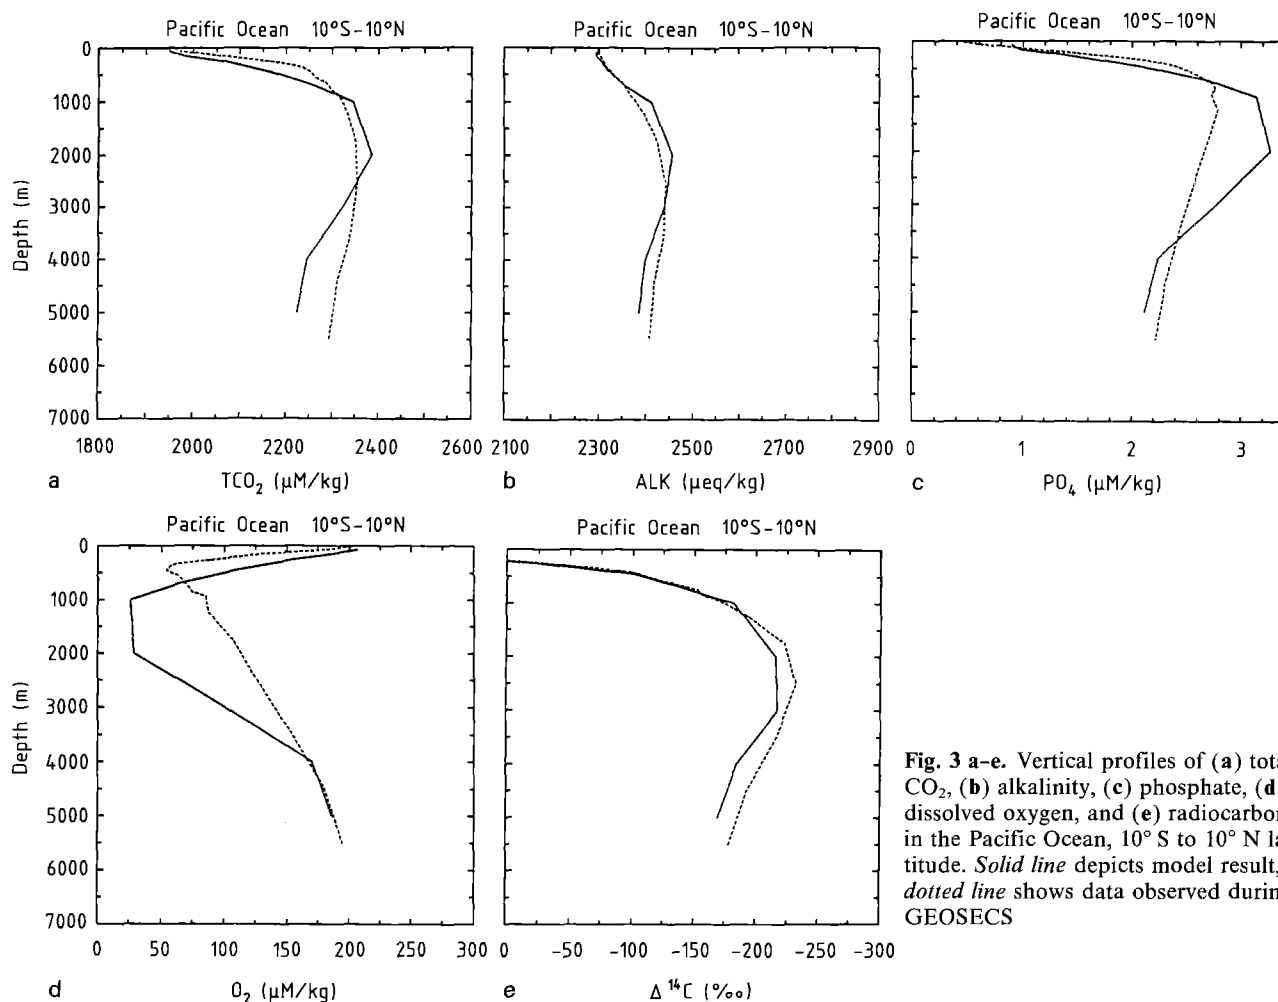 Pacific Ocean 10°S-10°N
Pacific Ocean 10°S-10°N
Pacific Ocean 10°S-10°N
0
1000
2000
3000
4000
5000
6000
7000
Depth (m)
1800 2000 2200 2400 2600
2100 2300 2500 2700 2900
0 1 2 3
a TCO₂ (µM/kg)
b ALK (µeq/kg)
c PO₄ (µM/kg)
Pacific Ocean 10°S-10°N
Pacific Ocean 10°S-10°N
0
1000
2000
3000
4000
5000
6000
7000
Depth (m)
0 50 100 150 200 250 300
0 -50 -100 -150 -200 -250 -300
d O₂ (µM/kg)
e Δ ¹⁴C (‰)
Fig. 3 a-e. Vertical profiles of (a) tota
CO₂, (b) alkalinity, (c) phosphate, (d
dissolved oxygen, and (e) radiocarbon
in the Pacific Ocean, 10° S to 10° N la
titude. Solid line depicts model result,
dotted line shows data observed durin
GEOSECS